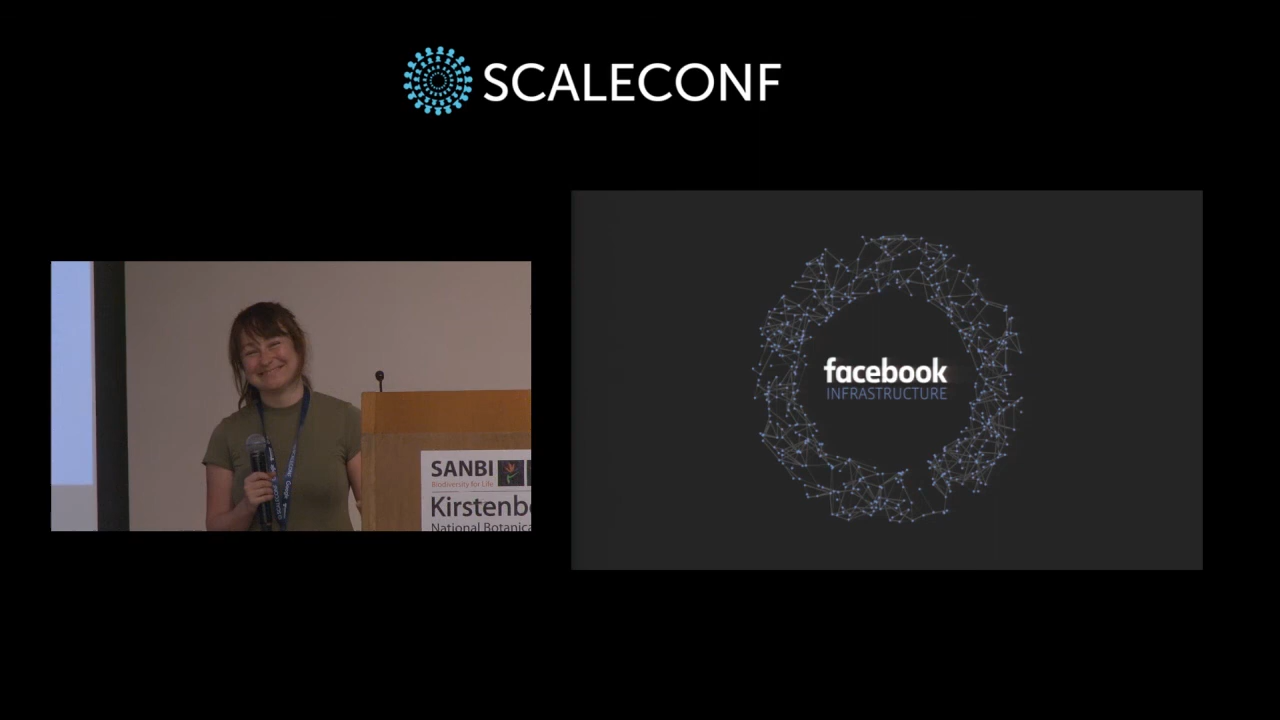 SCALECONF
SANBI
Biodiversity for Life
Kirstenb
National Botanica
facebook
INFRASTRUCTURE